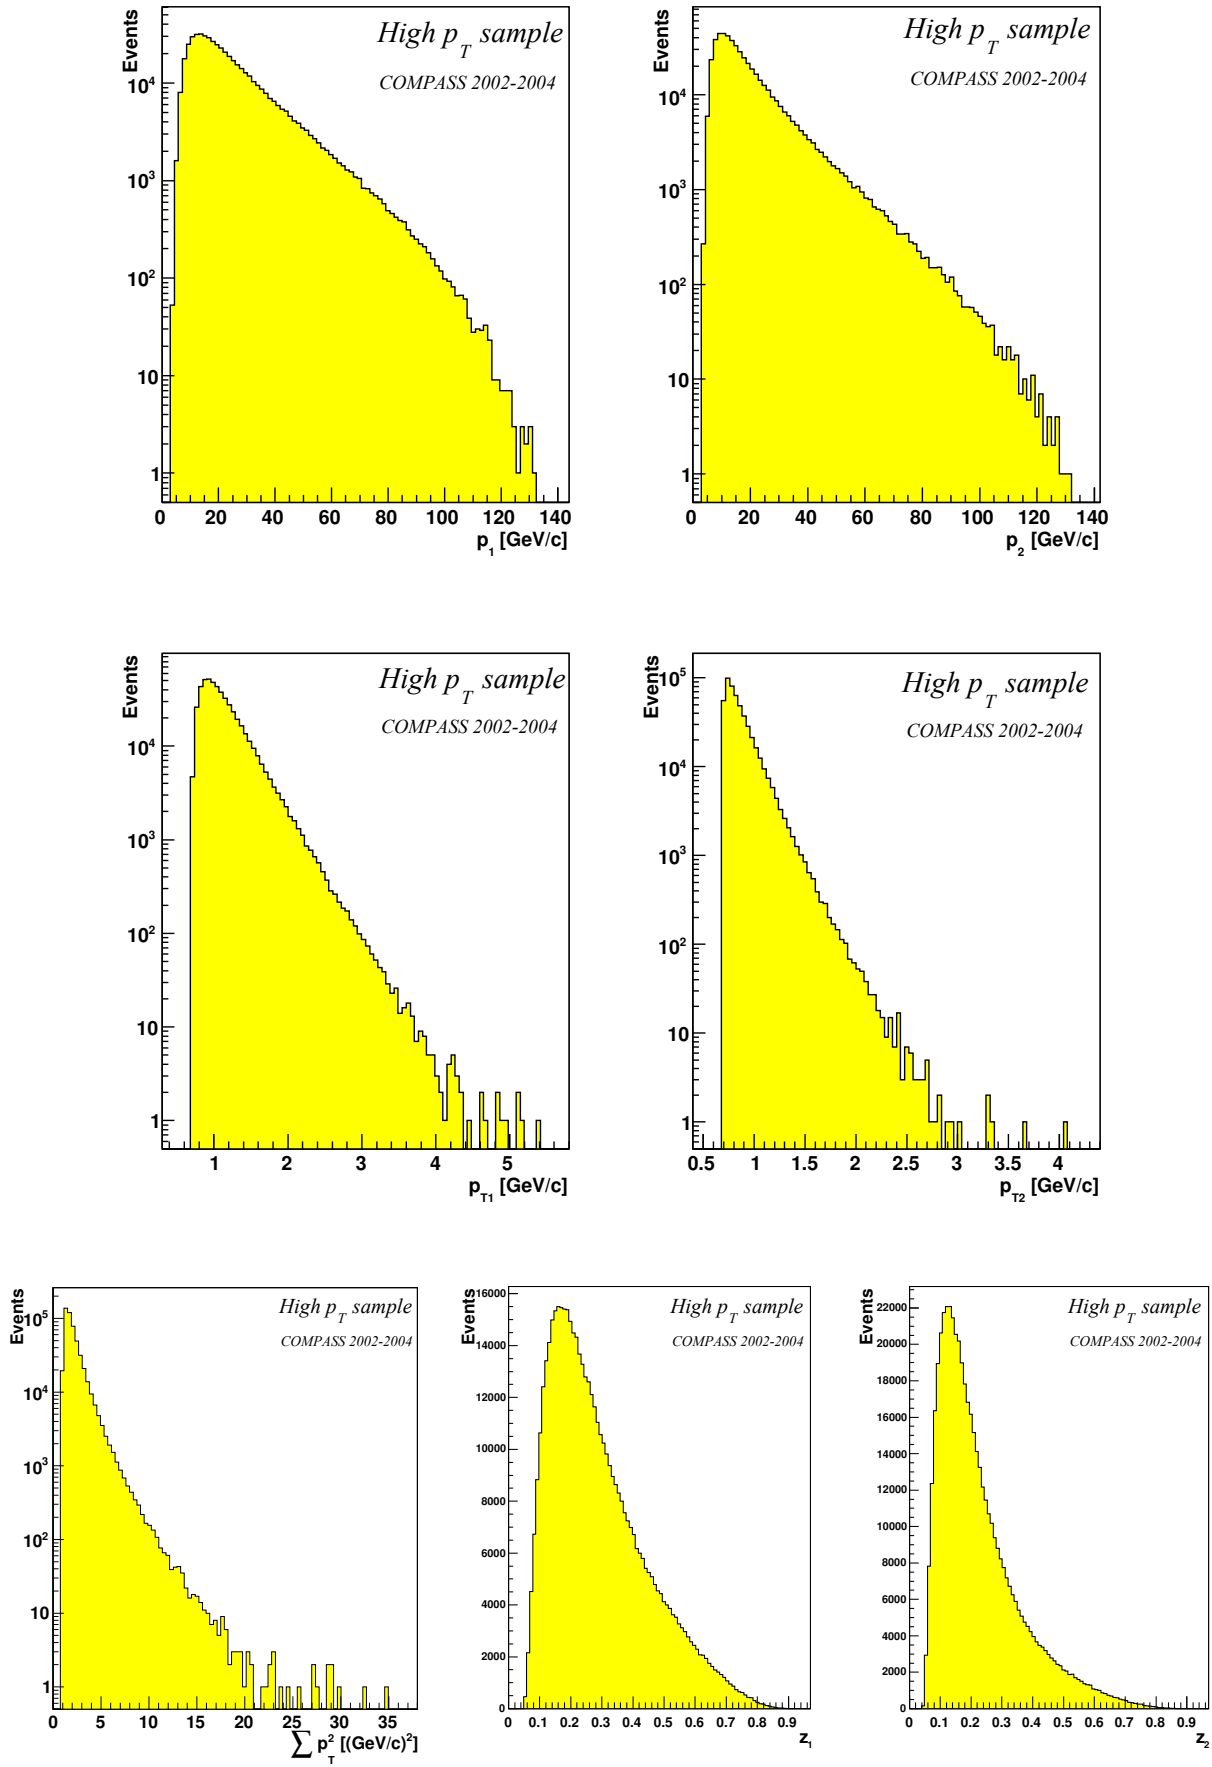 Events
High p_T sample
COMPASS 2002-2004
10^4
10^3
10^2
10
1
0 20 40 60 80 100 120 140
p_1 [GeV/c]
Events
High p_T sample
COMPASS 2002-2004
10^4
10^3
10^2
10
1
0 20 40 60 80 100 120 140
p_2 [GeV/c]
Events
High p_T sample
COMPASS 2002-2004
10^4
10^3
10^2
10
1
1 2 3 4 5
p_T1 [GeV/c]
Events
High p_T sample
COMPASS 2002-2004
10^5
10^4
10^3
10^2
10
1
0.5 1 1.5 2 2.5 3 3.5 4
p_T2 [GeV/c]
Events
High p_T sample
COMPASS 2002-2004
10^5
10^4
10^3
10^2
10
1
0 5 10 15 20 25 30 35
∑ p_T^2 [(GeV/c)^2]
Events
High p_T sample
COMPASS 2002-2004
16000
14000
12000
10000
8000
6000
4000
2000
0
0 0.1 0.2 0.3 0.4 0.5 0.6 0.7 0.8 0.9
z_1
Events
High p_T sample
COMPASS 2002-2004
22000
20000
18000
16000
14000
12000
10000
8000
6000
4000
2000
0
0 0.1 0.2 0.3 0.4 0.5 0.6 0.7 0.8 0.9
z_2